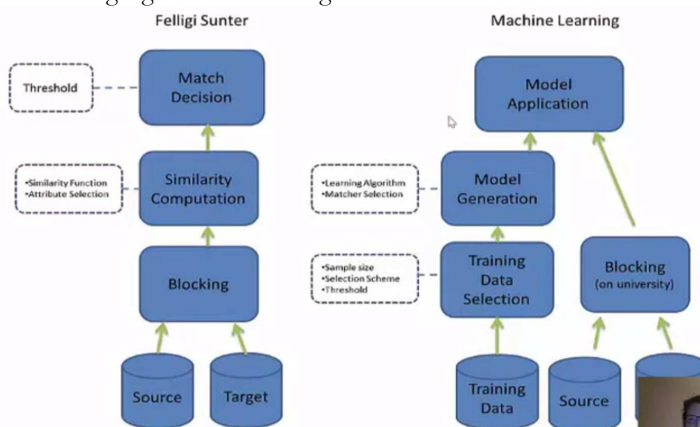 Felligi Sunter
Machine Learning
Threshold
Match
Decision
•Similarity Function
•Attribute Selection
Similarity
Computation
Blocking
Source
Target
Model
Application
•Learning Algorithm
•Matcher Selection
Model
Generation
•Sample size
•Selection Scheme
•Threshold
Training
Data
Selection
Blocking
(on university)
Training
Data
Source